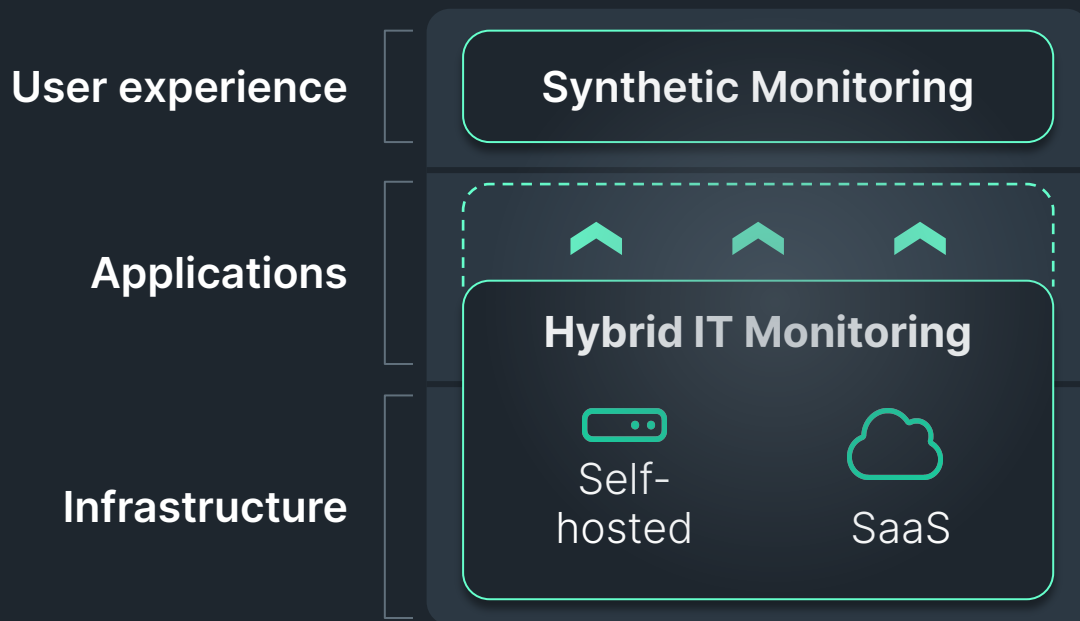 User experience
Synthetic Monitoring
Applications
Hybrid IT Monitoring
Infrastructure
Self-
hosted
SaaS